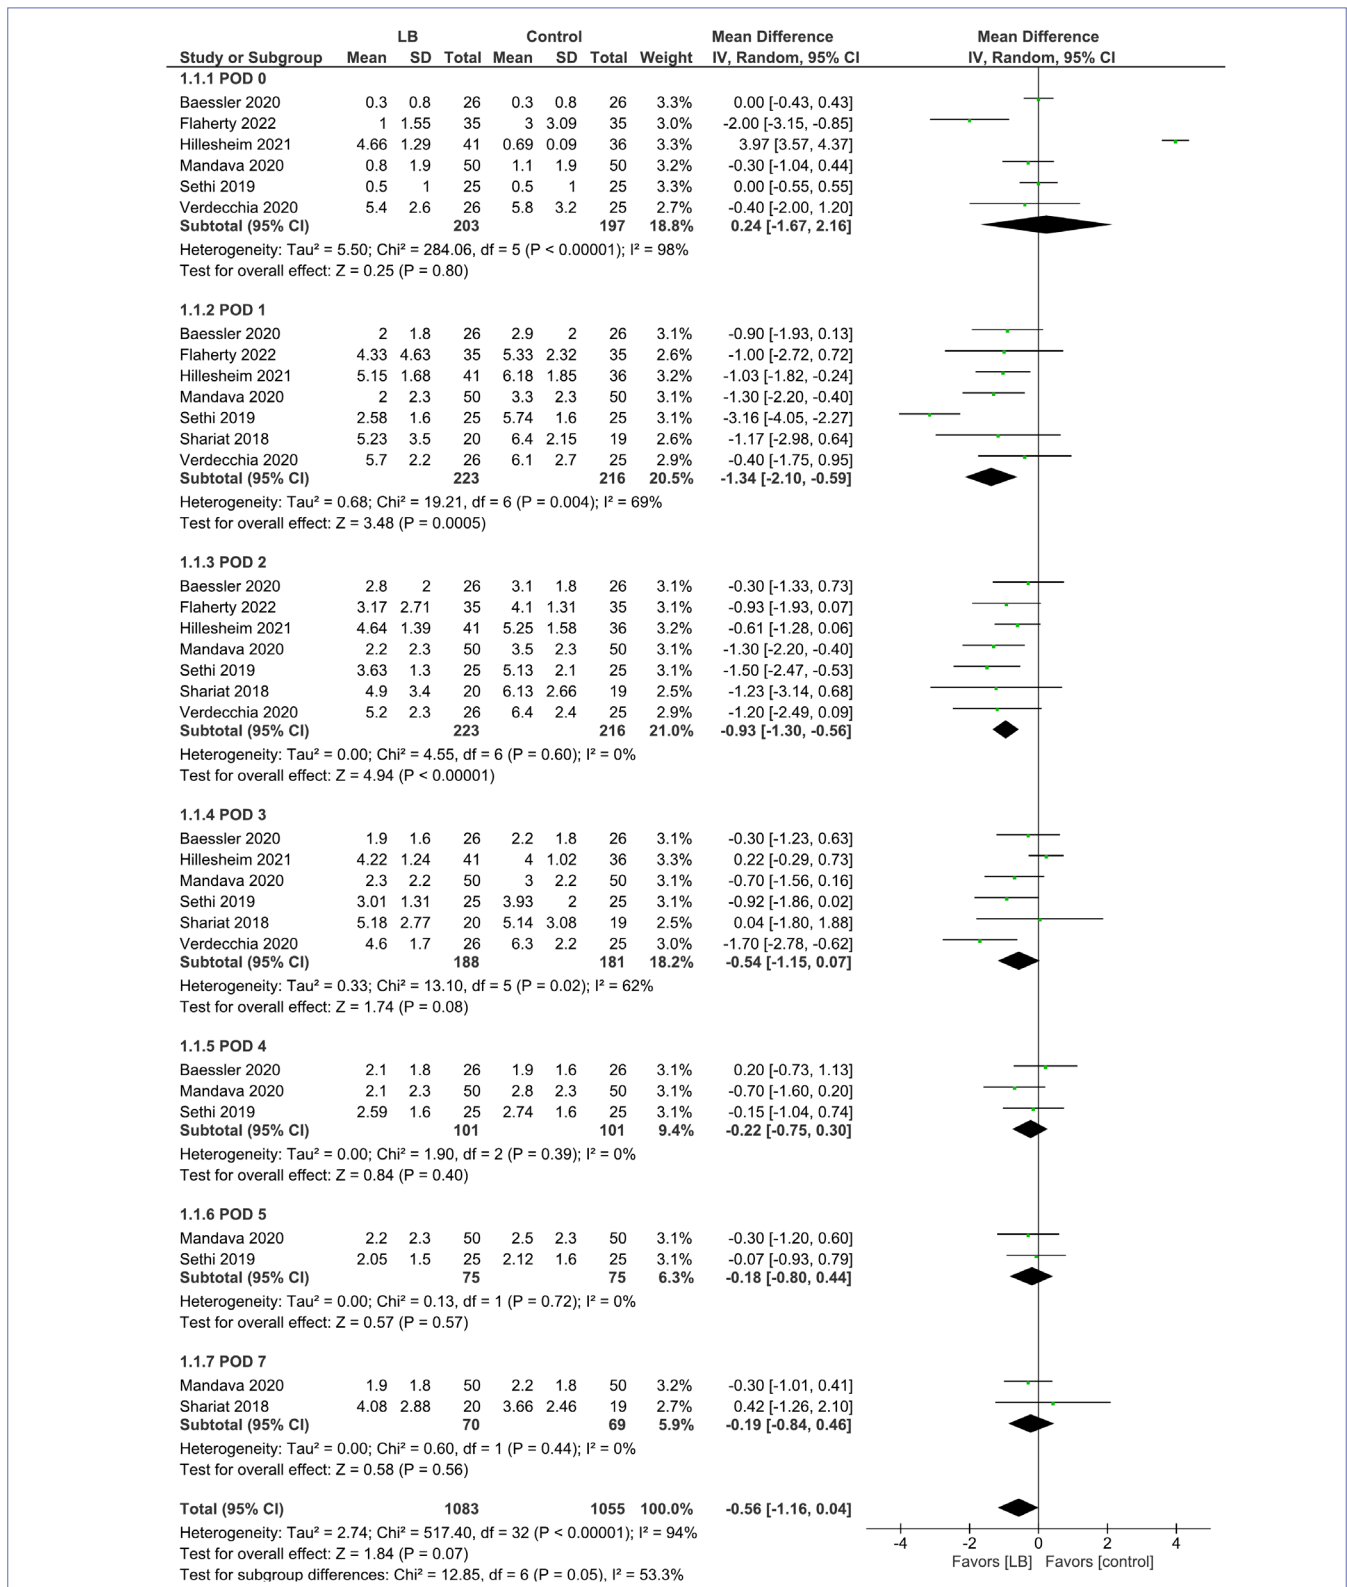 LB Control Mean Difference Mean Difference
Study or Subgroup Mean SD Total Mean SD Total Weight IV, Random, 95% CI IV, Random, 95% CI
1.1.1 POD 0
Baessler 2020 0.3 0.8 26 0.3 0.8 26 3.3% 0.00 [-0.43, 0.43]
Flaherty 2022 1 1.55 35 3 3.09 35 3.0% -2.00 [-3.15, -0.85]
Hillesheim 2021 4.66 1.29 41 0.69 0.09 36 3.3% 3.97 [3.57, 4.37]
Mandava 2020 0.8 1.9 50 1.1 1.9 50 3.2% -0.30 [-1.04, 0.44]
Sethi 2019 0.5 1 25 0.5 1 25 3.3% 0.00 [-0.55, 0.55]
Verdecchia 2020 5.4 2.6 26 5.8 3.2 25 2.7% -0.40 [-2.00, 1.20]
Subtotal (95% CI) 203 197 18.8% 0.24 [-1.67, 2.16]
Heterogeneity: Tau² = 5.50; Chi² = 284.06, df = 5 (P < 0.00001); I² = 98%
Test for overall effect: Z = 0.25 (P = 0.80)
1.1.2 POD 1
Baessler 2020 2 1.8 26 2.9 2 26 3.1% -0.90 [-1.93, 0.13]
Flaherty 2022 4.33 4.63 35 5.33 2.32 35 2.6% -1.00 [-2.72, 0.72]
Hillesheim 2021 5.15 1.68 41 6.18 1.85 36 3.2% -1.03 [-1.82, -0.24]
Mandava 2020 2 2.3 50 3.3 2.3 50 3.1% -1.30 [-2.20, -0.40]
Sethi 2019 2.58 1.6 25 5.74 1.6 25 3.1% -3.16 [-4.05, -2.27]
Shariat 2018 5.23 3.5 20 6.4 2.15 19 2.6% -1.17 [-2.98, 0.64]
Verdecchia 2020 5.7 2.2 26 6.1 2.7 25 2.9% -0.40 [-1.75, 0.95]
Subtotal (95% CI) 223 216 20.5% -1.34 [-2.10, -0.59]
Heterogeneity: Tau² = 0.68; Chi² = 19.21, df = 6 (P = 0.004); I² = 69%
Test for overall effect: Z = 3.48 (P = 0.0005)
1.1.3 POD 2
Baessler 2020 2.8 2 26 3.1 1.8 26 3.1% -0.30 [-1.33, 0.73]
Flaherty 2022 3.17 2.71 35 4.1 1.31 35 3.1% -0.93 [-1.93, 0.07]
Hillesheim 2021 4.64 1.39 41 5.25 1.58 36 3.2% -0.61 [-1.28, 0.06]
Mandava 2020 2.2 2.3 50 3.5 2.3 50 3.1% -1.30 [-2.20, -0.40]
Sethi 2019 3.63 1.3 25 5.13 2.1 25 3.1% -1.50 [-2.47, -0.53]
Shariat 2018 4.9 3.4 20 6.13 2.66 19 2.5% -1.23 [-3.14, 0.68]
Verdecchia 2020 5.2 2.3 26 6.4 2.4 25 2.9% -1.20 [-2.49, 0.09]
Subtotal (95% CI) 223 216 21.0% -0.93 [-1.30, -0.56]
Heterogeneity: Tau² = 0.00; Chi² = 4.55, df = 6 (P = 0.60); I² = 0%
Test for overall effect: Z = 4.94 (P < 0.00001)
1.1.4 POD 3
Baessler 2020 1.9 1.6 26 2.2 1.8 26 3.1% -0.30 [-1.23, 0.63]
Hillesheim 2021 4.22 1.24 41 4 1.02 36 3.3% 0.22 [-0.29, 0.73]
Mandava 2020 2.3 2.2 50 3 2.2 50 3.1% -0.70 [-1.56, 0.16]
Sethi 2019 3.01 1.31 25 3.93 2 25 3.1% -0.92 [-1.86, 0.02]
Shariat 2018 5.18 2.77 20 5.14 3.08 19 2.5% 0.04 [-1.80, 1.88]
Verdecchia 2020 4.6 1.7 26 6.3 2.2 25 3.0% -1.70 [-2.78, -0.62]
Subtotal (95% CI) 188 181 18.2% -0.54 [-1.15, 0.07]
Heterogeneity: Tau² = 0.33; Chi² = 13.10, df = 5 (P = 0.02); I² = 62%
Test for overall effect: Z = 1.74 (P = 0.08)
1.1.5 POD 4
Baessler 2020 2.1 1.8 26 1.9 1.6 26 3.1% 0.20 [-0.73, 1.13]
Mandava 2020 2.1 2.3 50 2.8 2.3 50 3.1% -0.70 [-1.60, 0.20]
Sethi 2019 2.59 1.6 25 2.74 1.6 25 3.1% -0.15 [-1.04, 0.74]
Subtotal (95% CI) 101 101 9.4% -0.22 [-0.75, 0.30]
Heterogeneity: Tau² = 0.00; Chi² = 1.90, df = 2 (P = 0.39); I² = 0%
Test for overall effect: Z = 0.84 (P = 0.40)
1.1.6 POD 5
Mandava 2020 2.2 2.3 50 2.5 2.3 50 3.1% -0.30 [-1.20, 0.60]
Sethi 2019 2.05 1.5 25 2.12 1.6 25 3.1% -0.07 [-0.93, 0.79]
Subtotal (95% CI) 75 75 6.3% -0.18 [-0.80, 0.44]
Heterogeneity: Tau² = 0.00; Chi² = 0.13, df = 1 (P = 0.72); I² = 0%
Test for overall effect: Z = 0.57 (P = 0.57)
1.1.7 POD 7
Mandava 2020 1.9 1.8 50 2.2 1.8 50 3.2% -0.30 [-1.01, 0.41]
Shariat 2018 4.08 2.88 20 3.66 2.46 19 2.7% 0.42 [-1.26, 2.10]
Subtotal (95% CI) 70 69 5.9% -0.19 [-0.84, 0.46]
Heterogeneity: Tau² = 0.00; Chi² = 0.60, df = 1 (P = 0.44); I² = 0%
Test for overall effect: Z = 0.58 (P = 0.56)
Total (95% CI) 1083 1055 100.0% -0.56 [-1.16, 0.04]
Heterogeneity: Tau² = 2.74; Chi² = 517.40, df = 32 (P < 0.00001); I² = 94%
Test for overall effect: Z = 1.84 (P = 0.07)
Test for subgroup differences: Chi² = 12.85, df = 6 (P = 0.05), I² = 53.3%
-4 -2 0 2 4
Favors [LB] Favors [control]